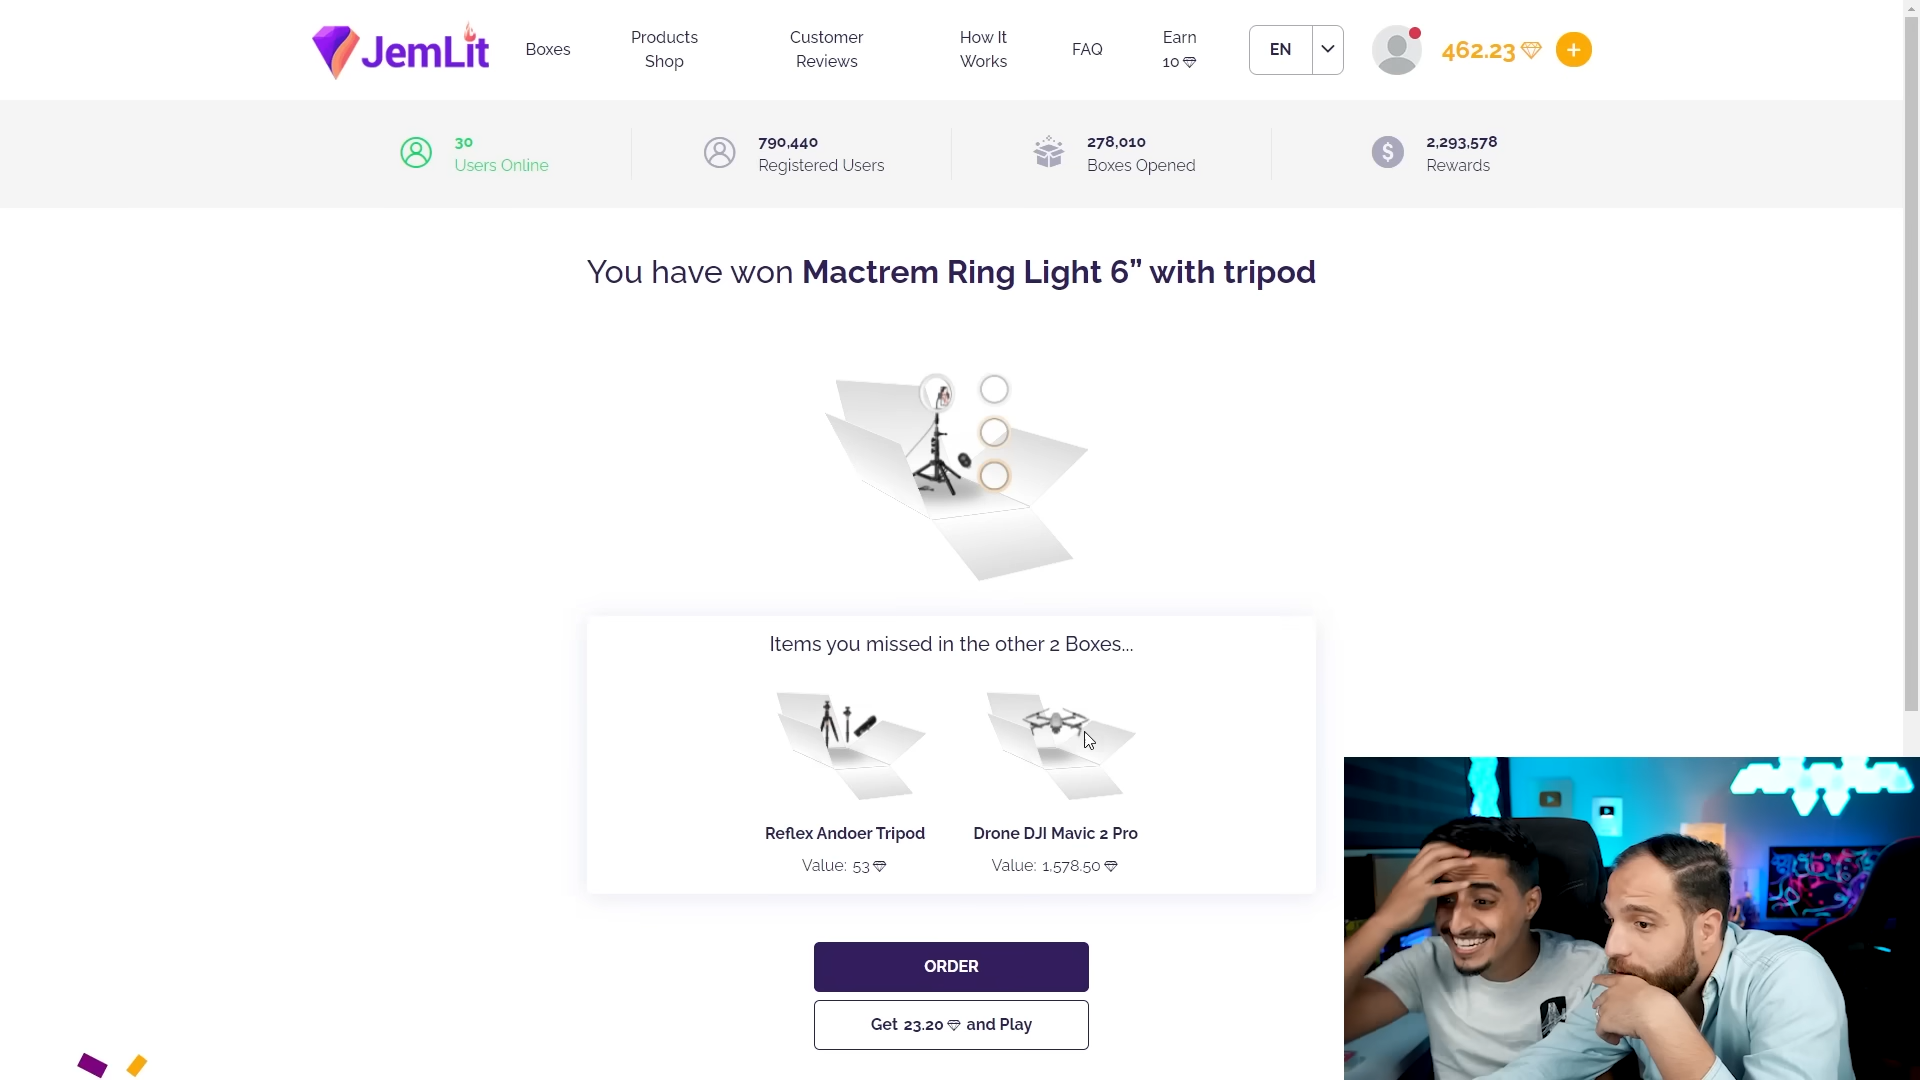 JemLit
Boxes
Products
Shop
Customer
Reviews
How It
Works
FAQ
Earn
10
EN
462.23
30
Users Online
790,440
Registered Users
278,010
Boxes Opened
2,293,578
Rewards
You have won Mactrem Ring Light 6” with tripod
Items you missed in the other 2 Boxes...
Reflex Andoer Tripod
Value: 53
Drone DJI Mavic 2 Pro
Value: 1,578.50
ORDER
Get 23.20 and Play